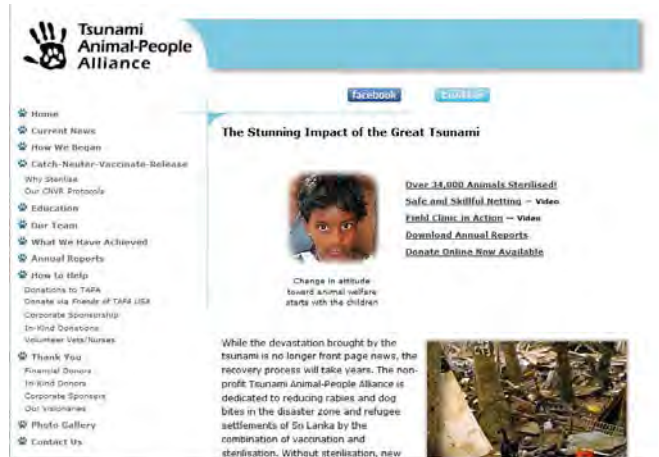 Tsunami
Animal-People
Alliance
facebook
Home
Current News
How We Began
Catch-Neuter-Vaccinate-Release
Why Sterilise
Our CNVR Protocols
Education
Our Team
What We Have Achieved
Annual Reports
How to Help
Donations to TAPA
Donate via Friends of TAPA USA
Corporate Sponsorship
In-Kind Donations
Volunteer Vets/Nurses
Thank You
Financial Donors
In-Kind Donors
Corporate Sponsors
Our Visionaries
Photo Gallery
Contact Us
The Stunning Impact of the Great Tsunami
Over 34,000 Animals Sterilised!
Safe and Skillful Netting — Video
Field Clinic in Action — Video
Download Annual Reports
Donate Online Now Available
Change in attitude
toward animal welfare
starts with the children
While the devastation brought by the
tsunami is no longer front page news, the
recovery process will take years. The non-
profit Tsunami Animal-People Alliance is
dedicated to reducing rabies and dog
bites in the disaster zone and refugee
settlements of Sri Lanka by the
combination of vaccination and
sterilisation. Without sterilisation, new